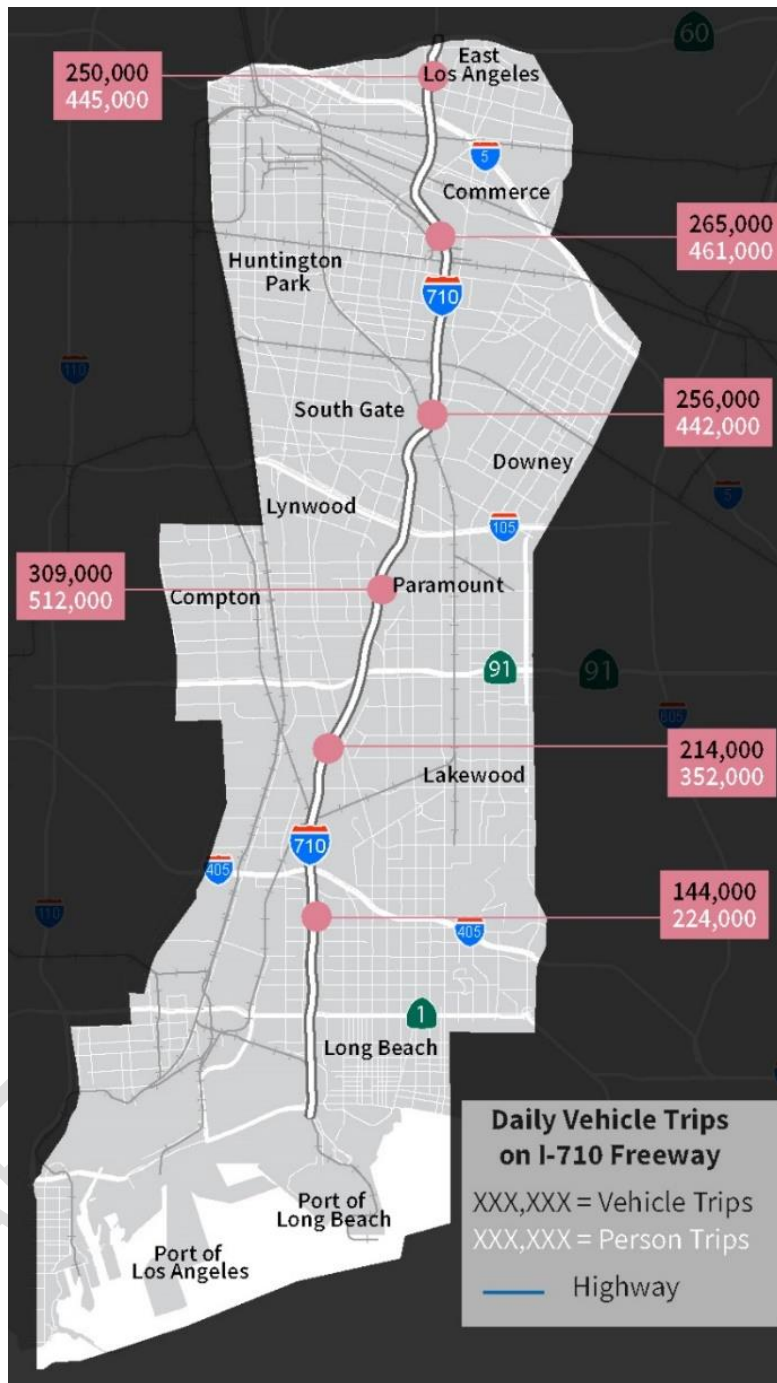 60
East
Los Angeles
250,000
445,000
5
Commerce
265,000
461,000
Huntington
Park
710
110
South Gate
256,000
442,000
Downey
5
Lynwood
105
309,000
512,000
Paramount
Compton
91
91
605
214,000
352,000
Lakewood
710
405
144,000
224,000
110
405
1
Long Beach
Daily Vehicle Trips
on I-710 Freeway
XXX,XXX = Vehicle Trips
XXX,XXX = Person Trips
Highway
Port of
Long Beach
Port of
Los Angeles